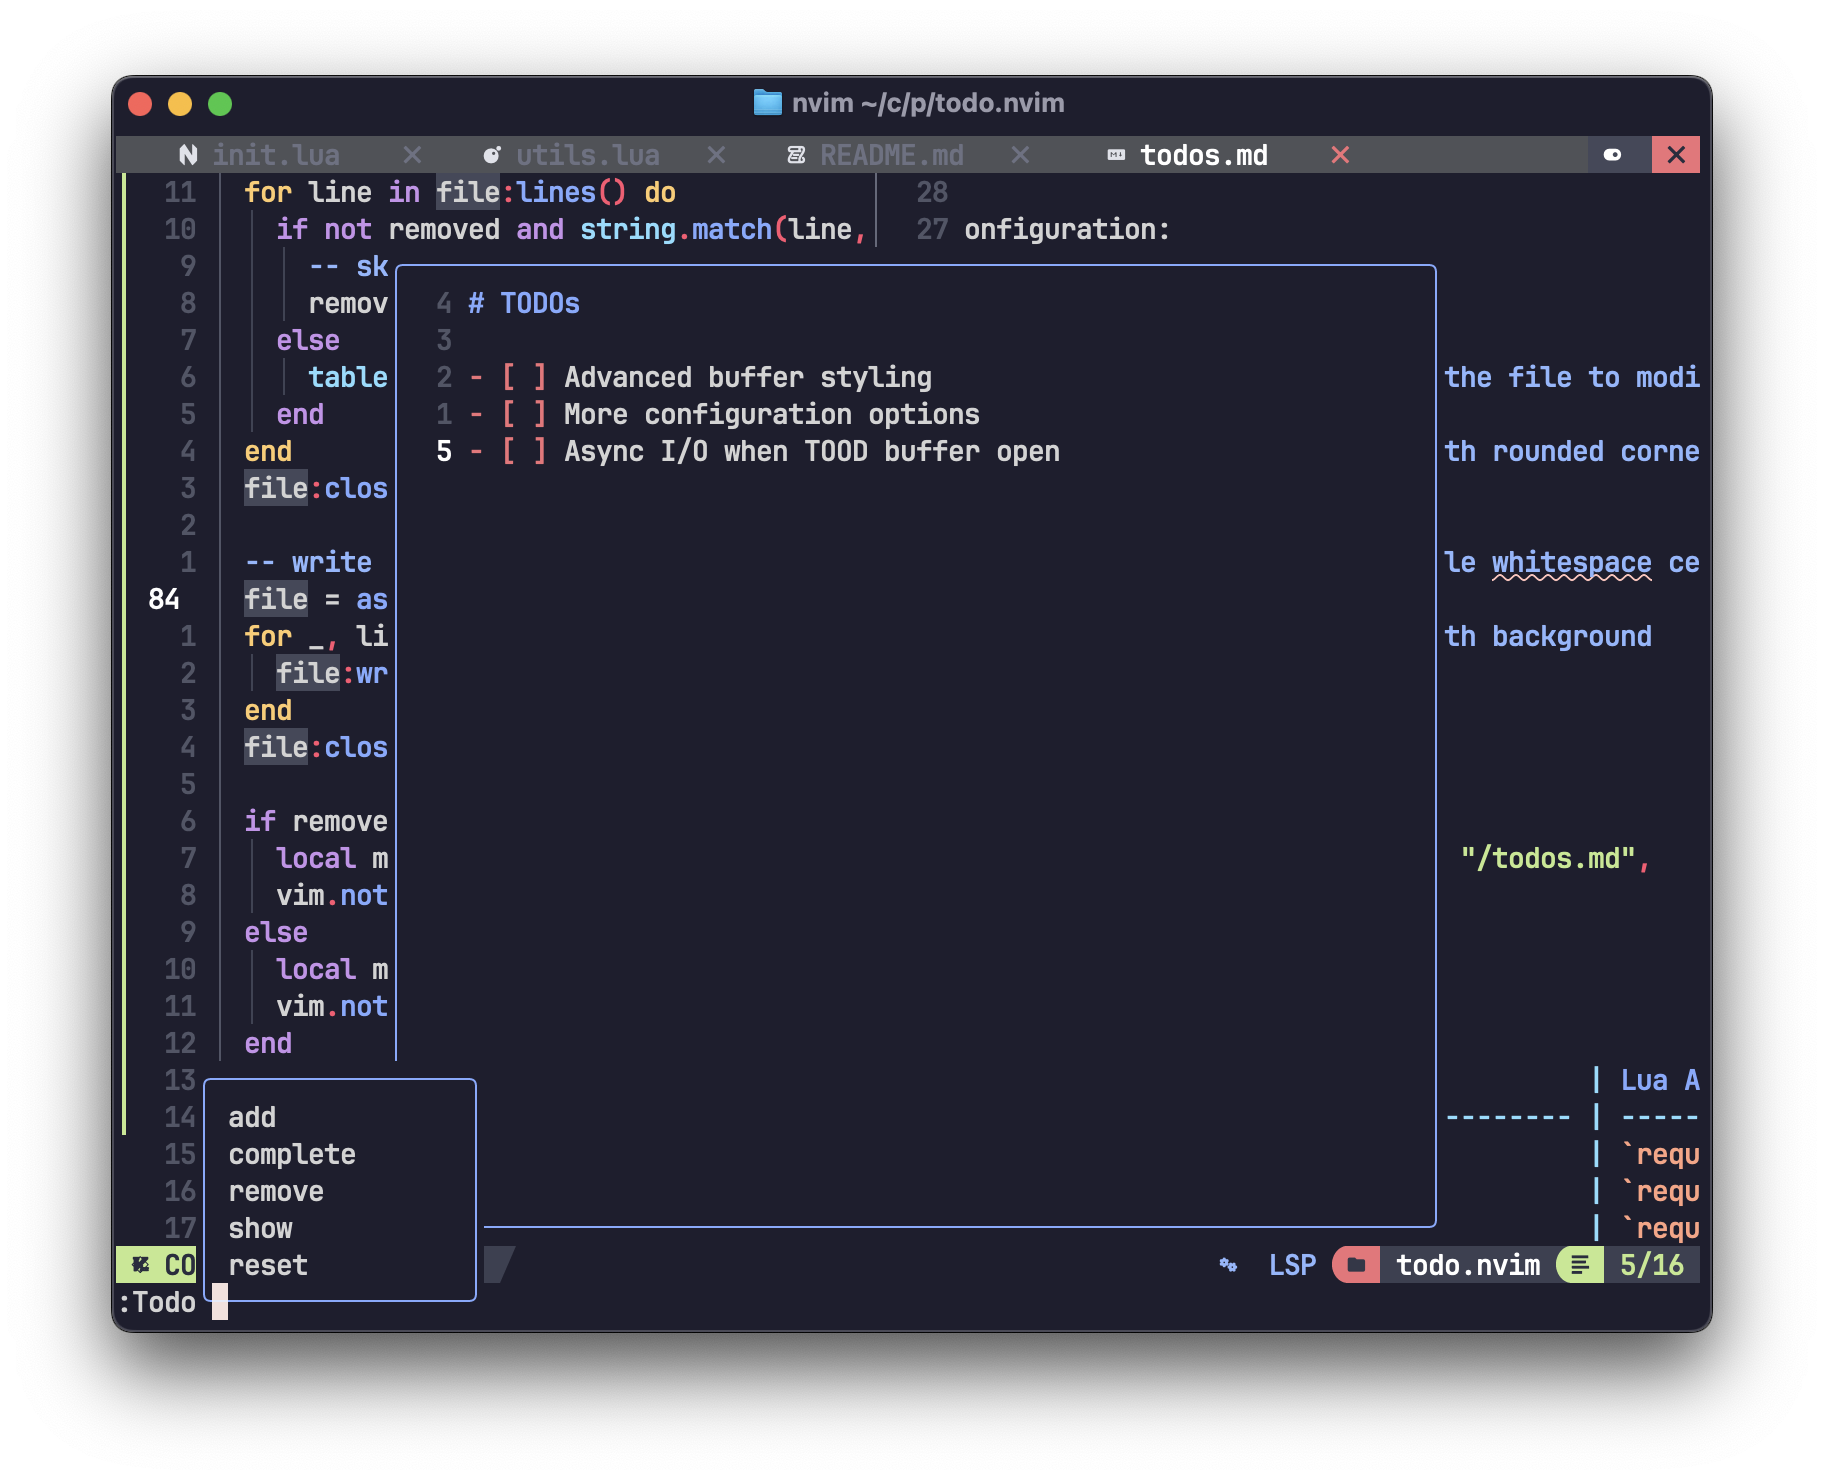 nvim ~/c/p/todo.nvim
init.lua utils.lua README.md todos.md
11 for line in file:lines() do
10 if not removed and string.match(line,
9 -- sk
8 remov
7 else
6 table
5 end
4 end
3 file:clos
2
1 -- write
84 file = as
1 for _, li
2 file:wr
3 end
4 file:clos
5
6 if remove
7 local m
8 vim.not
9 else
10 local m
11 vim.not
12 end
13
14
15
16
17
28
27 onfiguration:
4 # TODOs
3
2 - [ ] Advanced buffer styling
1 - [ ] More configuration options
5 - [ ] Async I/O when TOOD buffer open
the file to modi
th rounded corne
le whitespace ce
th background
"/todos.md",
| Lua A
-------- | -----
| `requ
| `requ
| `requ
add
complete
remove
show
reset
CO LSP todo.nvim 5/16
:Todo